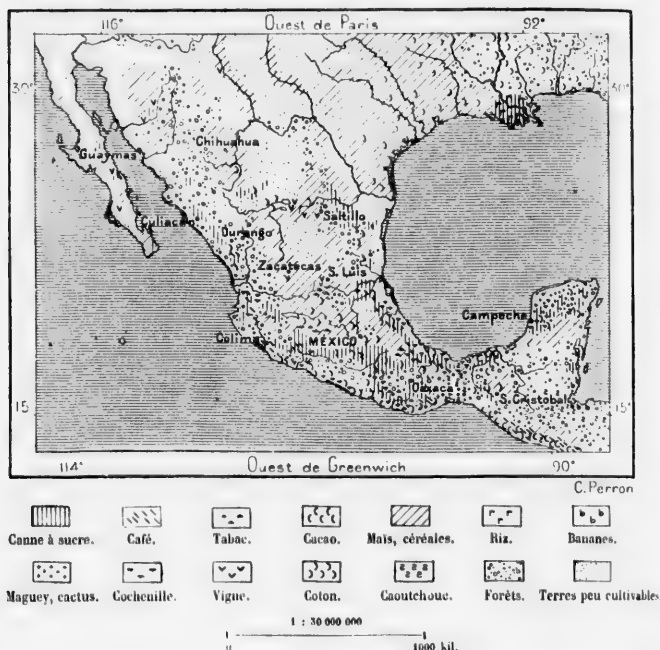 116° Ouest de Paris 92°
30° 30°
Chihuahua
Guaymas
Culiacan
Saltillo
Durango
Zacatecas
S. Luis
Campeche
Colima
MÉXICO
Oaxaca
S. Cristobal
15 15°
114° Ouest de Greenwich 90°
C. Perron
Canne à sucre. Café. Tabac. Cacao. Maïs, céréales. Riz. Bananes.
Maguey, cactus. Cochenille. Vigne. Coton. Caoutchouc. Forêts. Terres peu cultivables.
1 : 30 000 000
0 1000 kil.